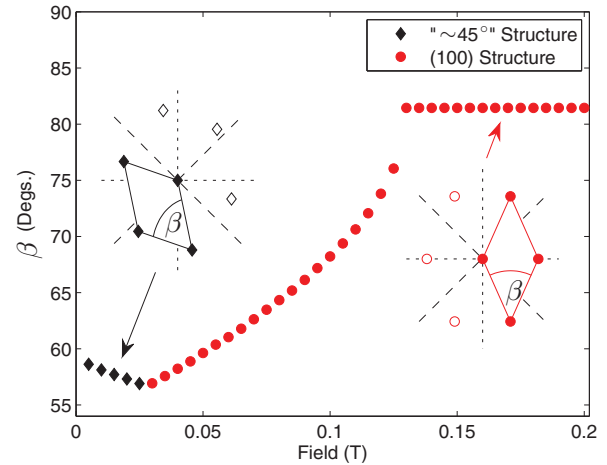 "~45°" Structure
(100) Structure
90
85
80
75
70
65
60
55
β (Degs.)
β
β
0
0.05
0.1
0.15
0.2
Field (T)